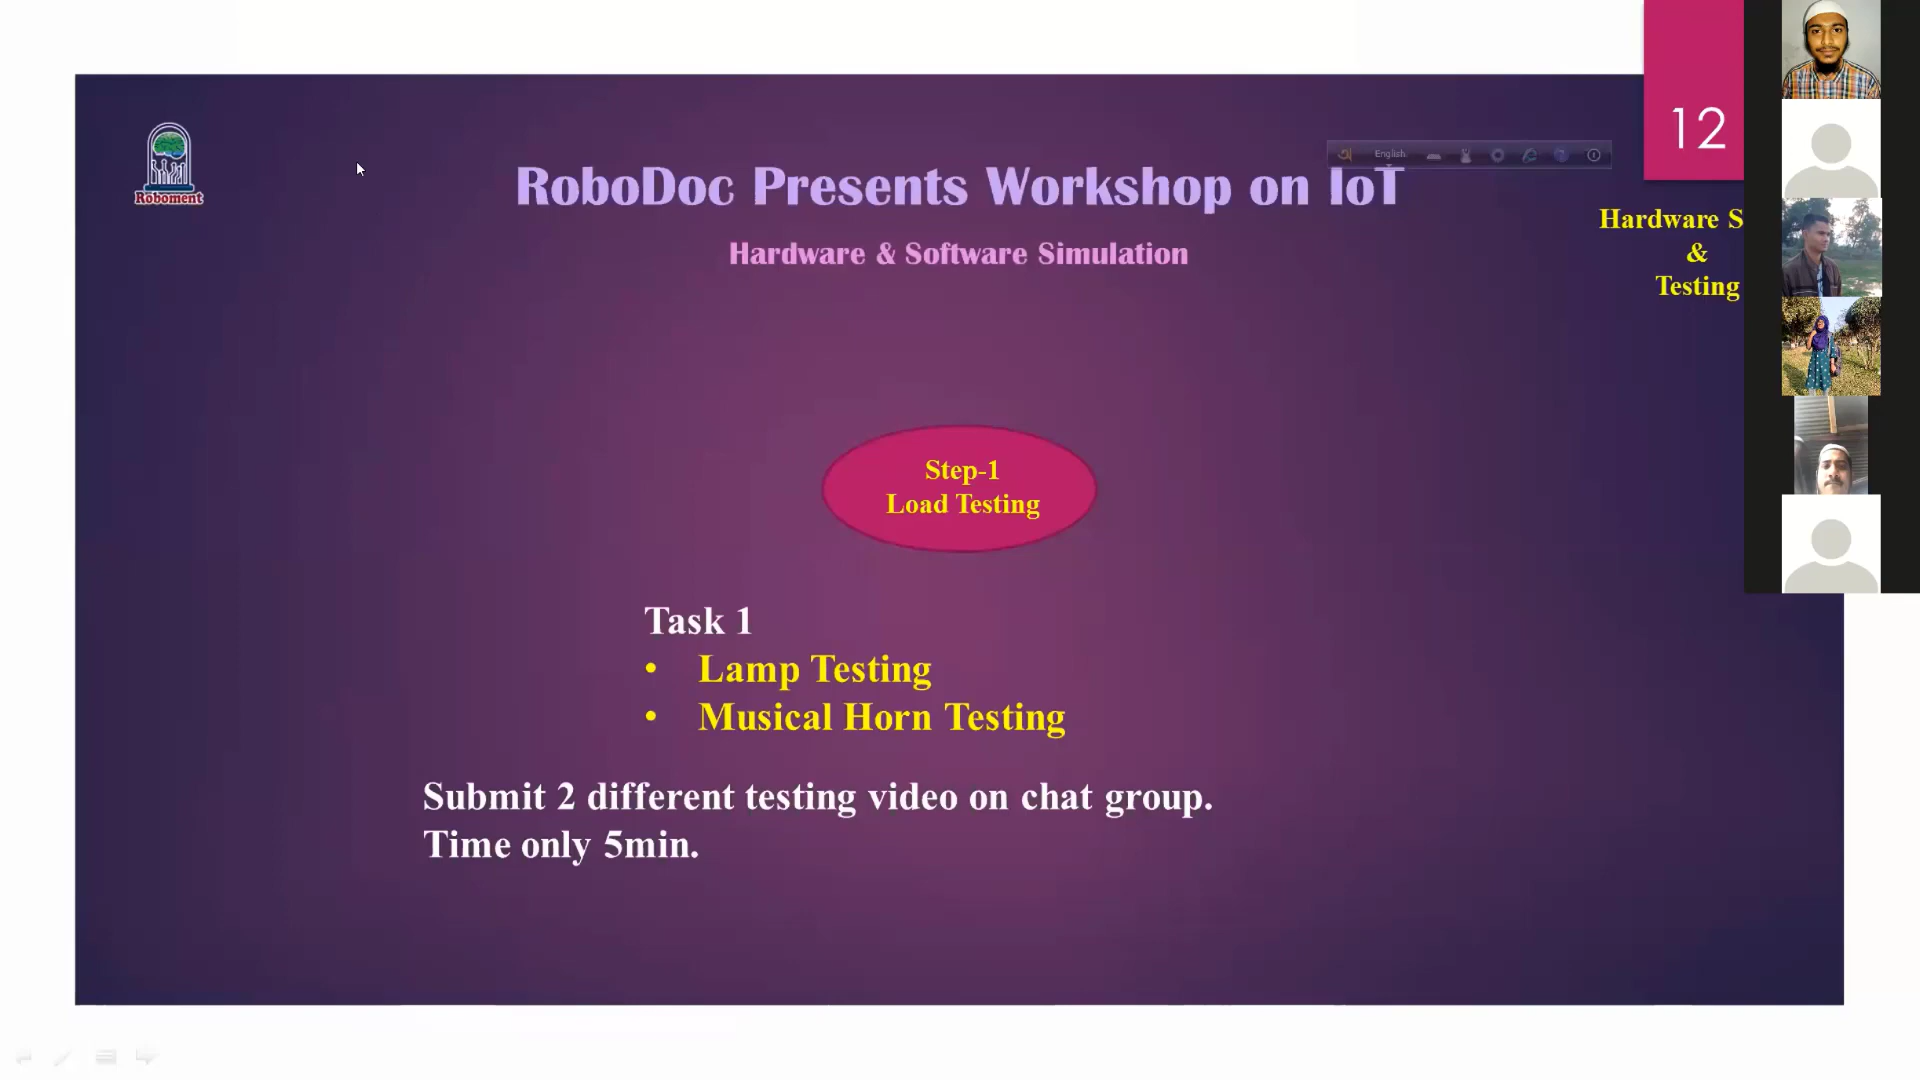 Roboment
RoboDoc Presents Workshop on IoT
Hardware & Software Simulation
English
12
Hardware S
&
Testing
Step-1
Load Testing
Task 1
• Lamp Testing
• Musical Horn Testing
Submit 2 different testing video on chat group.
Time only 5min.